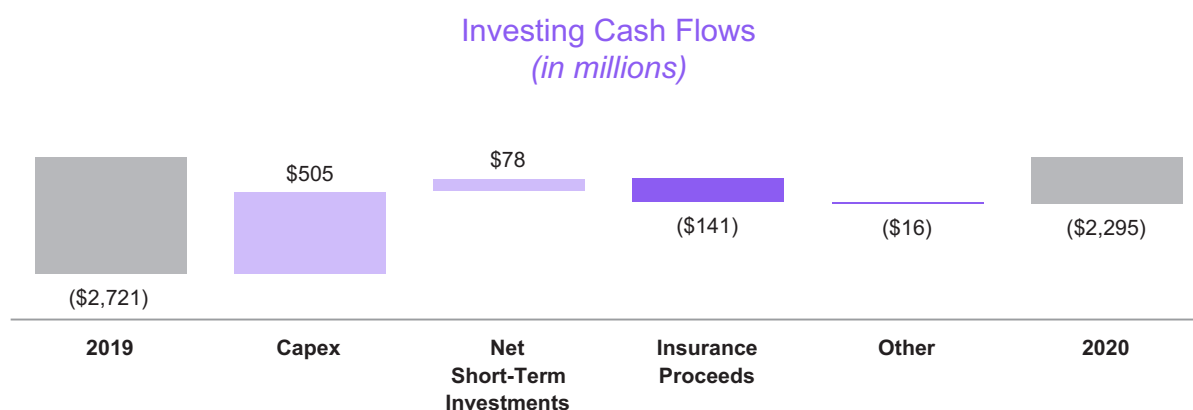 Investing Cash Flows
(in millions)
$505
$78
($141)
($16)
($2,295)
($2,721)
2019
Capex
Net
Short-Term
Investments
Insurance
Proceeds
Other
2020